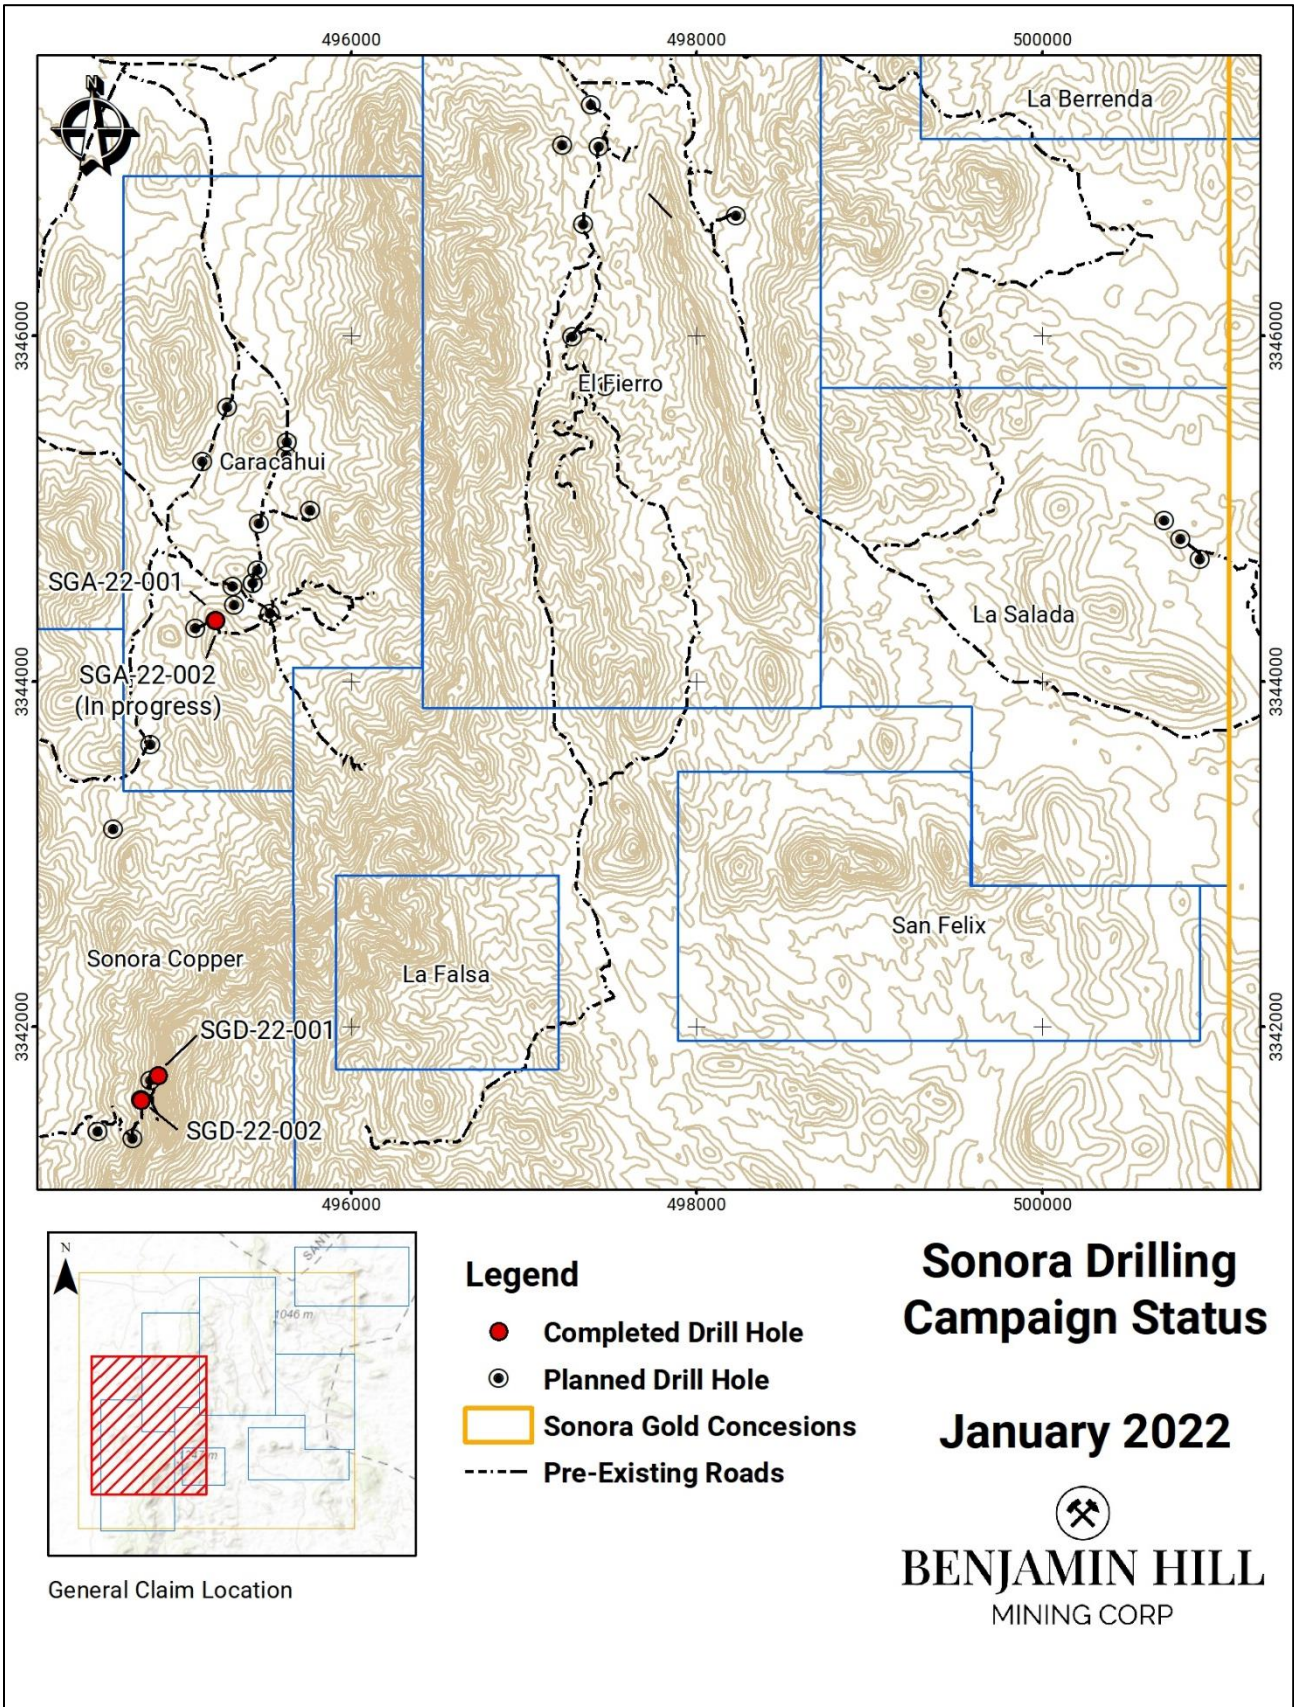 496000
498000
500000
N
La Berrenda
3346000
3346000
El Fierro
Caracahui
SGA-22-001
La Salada
SGA-22-002
(In progress)
3344000
3344000
San Felix
Sonora Copper
La Falsa
3342000
3342000
SGD-22-001
SGD-22-002
496000
498000
500000
N
SANT
1046 m
1247 m
General Claim Location
Legend
Completed Drill Hole
Planned Drill Hole
Sonora Gold Concesions
Pre-Existing Roads
Sonora Drilling
Campaign Status
January 2022
BENJAMIN HILL
MINING CORP